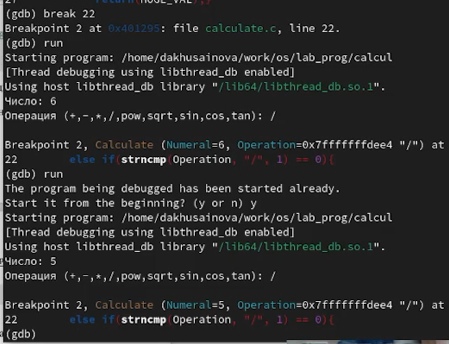 27 return(HUGE_VAL);}
(gdb) break 22
Breakpoint 2 at 0x401295: file calculate.c, line 22.
(gdb) run
Starting program: /home/dakhusainova/work/os/lab_prog/calcul
[Thread debugging using libthread_db enabled]
Using host libthread_db library "/lib64/libthread_db.so.1".
Число: 6
Операция (+,-,*,/,pow,sqrt,sin,cos,tan): /
Breakpoint 2, Calculate (Numeral=6, Operation=0x7fffffffdee4 "/") at
22 else if(strncmp(Operation, "/", 1) == 0){
(gdb) run
The program being debugged has been started already.
Start it from the beginning? (y or n) y
Starting program: /home/dakhusainova/work/os/lab_prog/calcul
[Thread debugging using libthread_db enabled]
Using host libthread_db library "/lib64/libthread_db.so.1".
Число: 5
Операция (+,-,*,/,pow,sqrt,sin,cos,tan): /
Breakpoint 2, Calculate (Numeral=5, Operation=0x7fffffffdee4 "/") at
22 else if(strncmp(Operation, "/", 1) == 0){
(gdb)